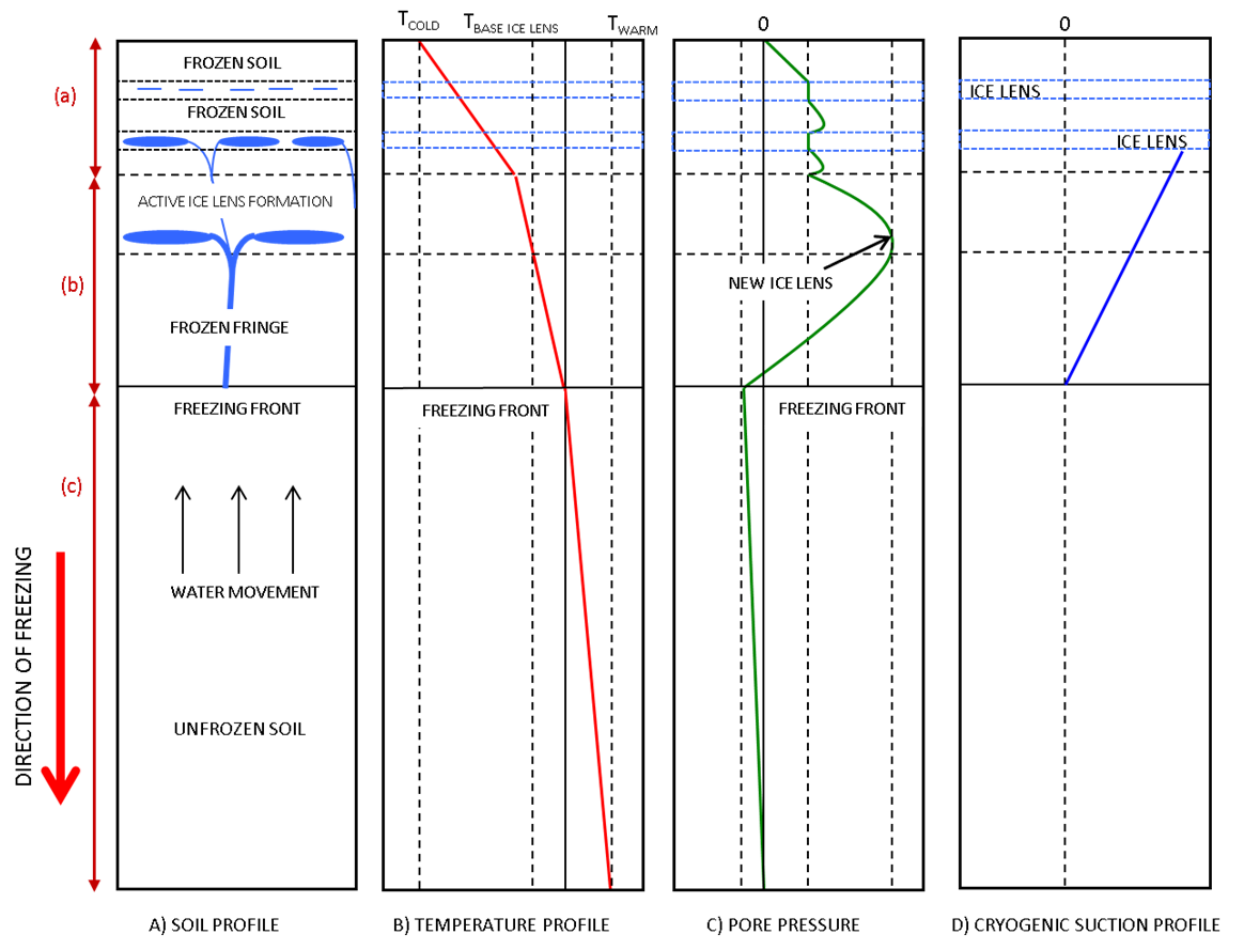 T_COLD
T_BASE ICE LENS
T_WARM
0
0
(a)
(b)
(c)
DIRECTION OF FREEZING
FROZEN SOIL
FROZEN SOIL
ACTIVE ICE LENS FORMATION
FROZEN FRINGE
FREEZING FRONT
WATER MOVEMENT
UNFROZEN SOIL
FREEZING FRONT
NEW ICE LENS
FREEZING FRONT
ICE LENS
ICE LENS
A) SOIL PROFILE
B) TEMPERATURE PROFILE
C) PORE PRESSURE
D) CRYOGENIC SUCTION PROFILE